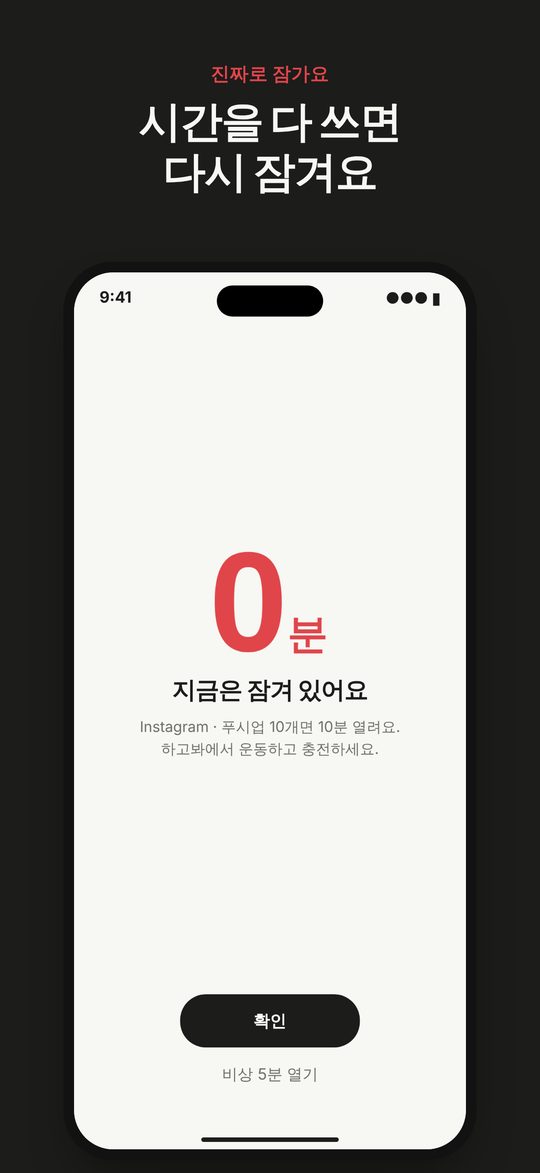 진짜로 잠가요
시간을 다 쓰면
다시 잠겨요
9:41
0분
지금은 잠겨 있어요
Instagram · 푸시업 10개면 10분 열려요.
하고봐에서 운동하고 충전하세요.
확인
비상 5분 열기